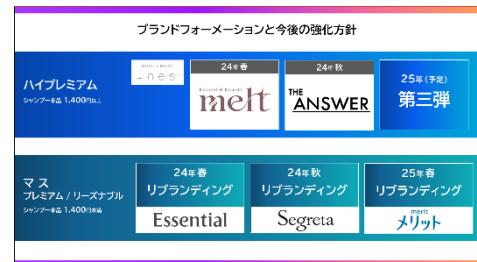 ブランドフォーメーションと今後の強化方針
ハイプレミアム
シャンプー本品 1,400円以上
ines
24年春
melt
24年秋
THE
ANSWER
25年(予定)
第三弾
マス
プレミアム / リーズナブル
シャンプー本品 1,400円未満
24年春
リブランディング
Essential
24年秋
リブランディング
Segreta
25年春
リブランディング
merit
メリット